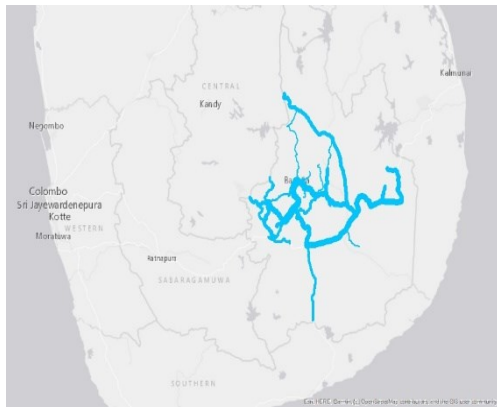 Kalmunai
CENTRAL
Kandy
Negombo
Colombo
Sri Jayewardenepura
Kotte
WESTERN
Moratuwa
Ratnapura
SABARAGAMUWA
SOUTHERN